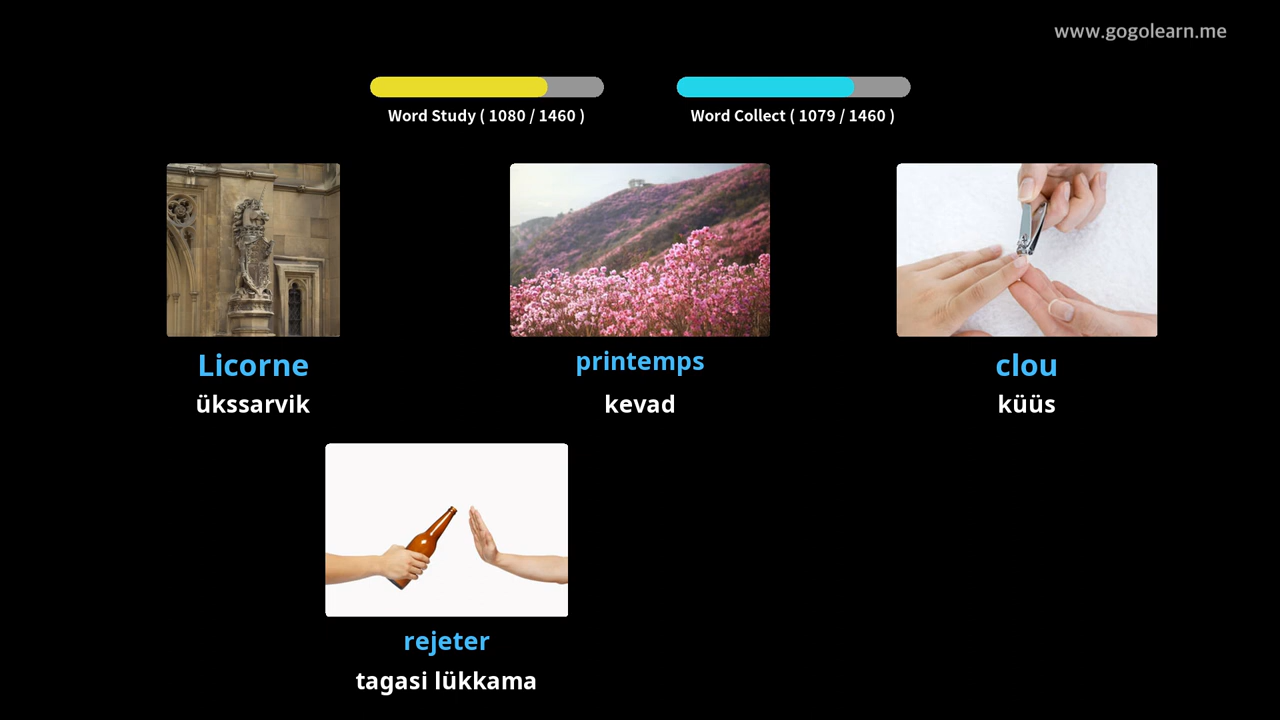 www.gogolearn.me
Word Study ( 1080 / 1460 )
Word Collect ( 1079 / 1460 )
Licorne
ükssarvik
printemps
kevad
clou
küüs
rejeter
tagasi lükkama